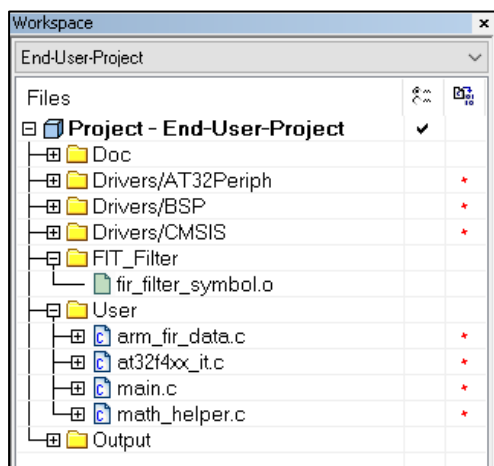 Workspace
End-User-Project
Files
Project - End-User-Project
Doc
Drivers/AT32Periph
Drivers/BSP
Drivers/CMSIS
FIT_Filter
fir_filter_symbol.o
User
arm_fir_data.c
at32f4xx_it.c
main.c
math_helper.c
Output